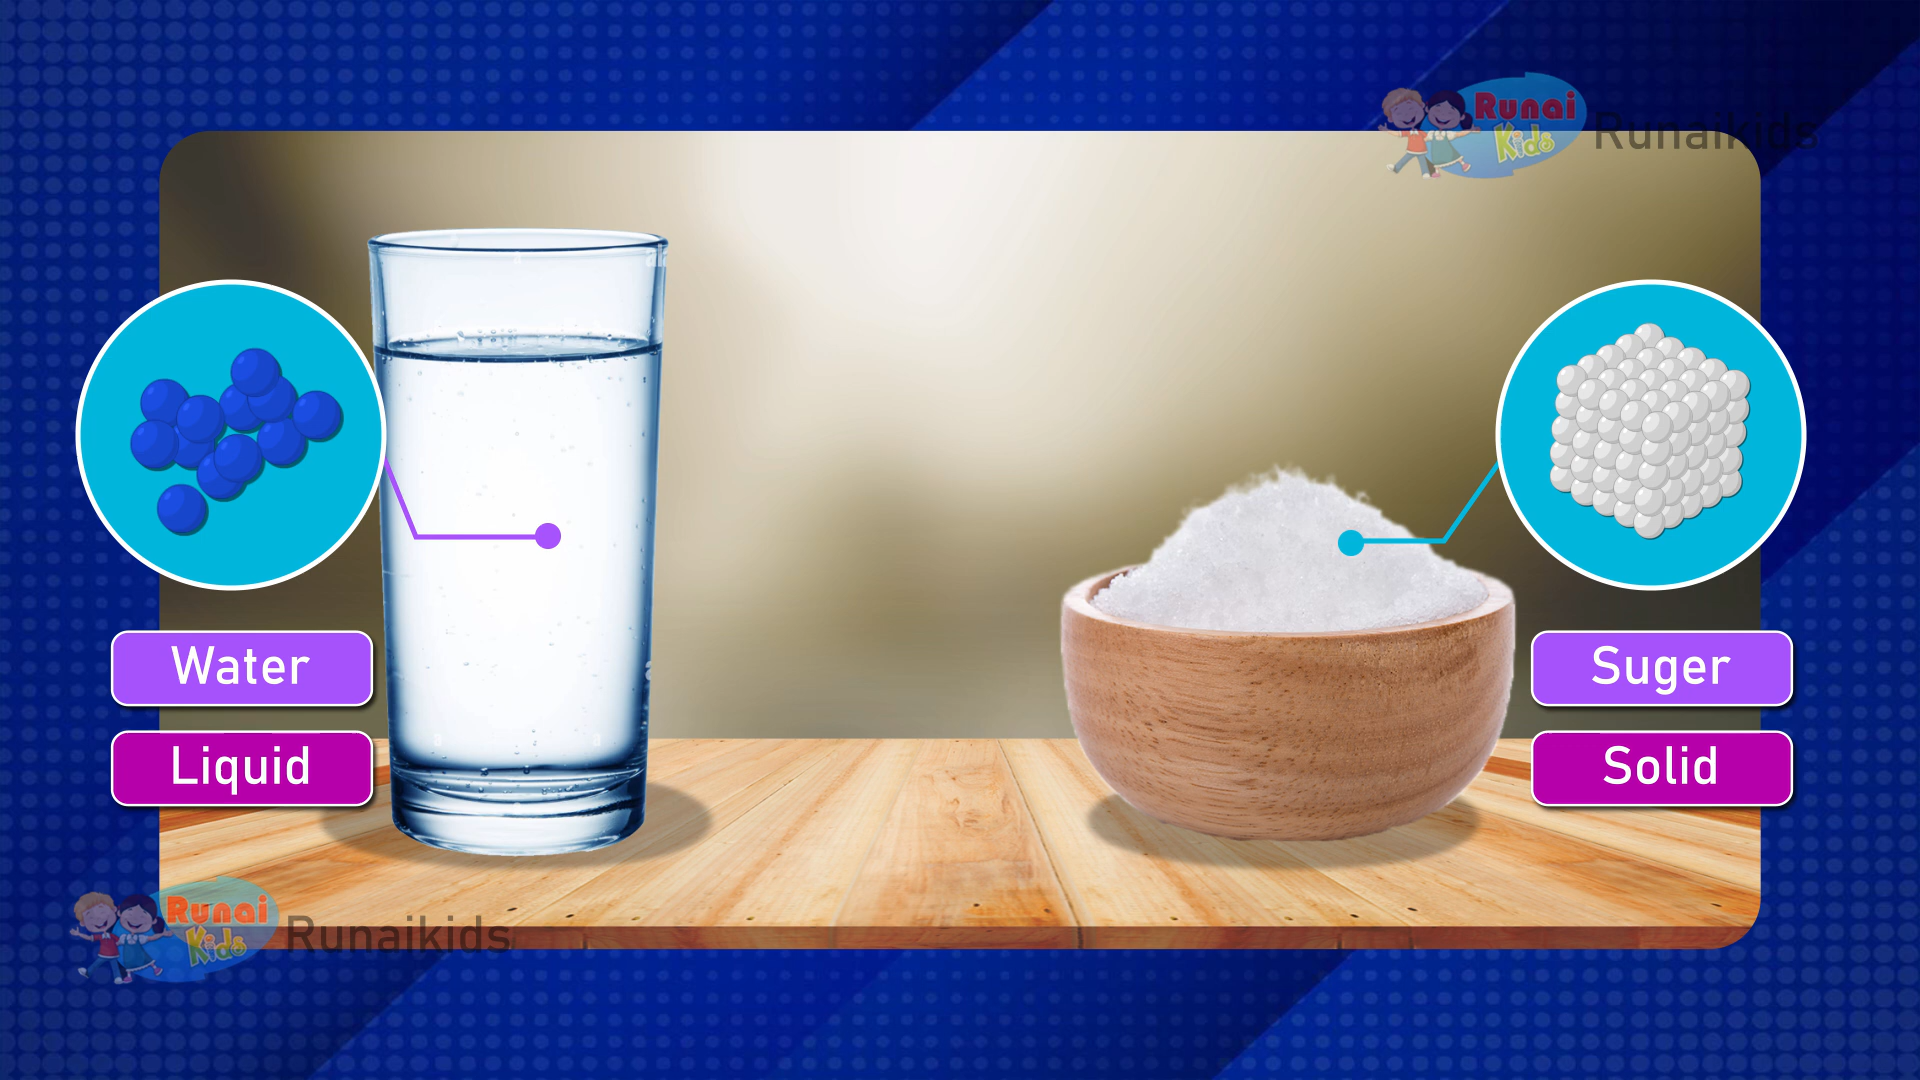 Runai
Kids
Runaikids
Water
Liquid
Suger
Solid
Runai
Kids
Runaikids